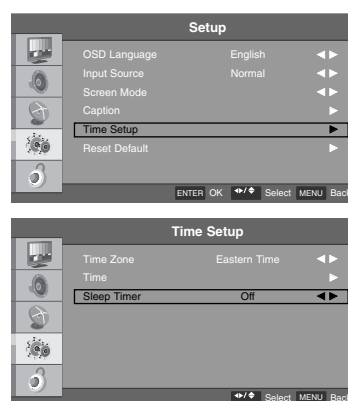 Setup
OSD Language English
Input Source Normal
Screen Mode
Caption
Time Setup
Reset Default
ENTER OK Select MENU Back
Time Setup
Time Zone Eastern Time
Time
Sleep Timer Off
Select MENU Back